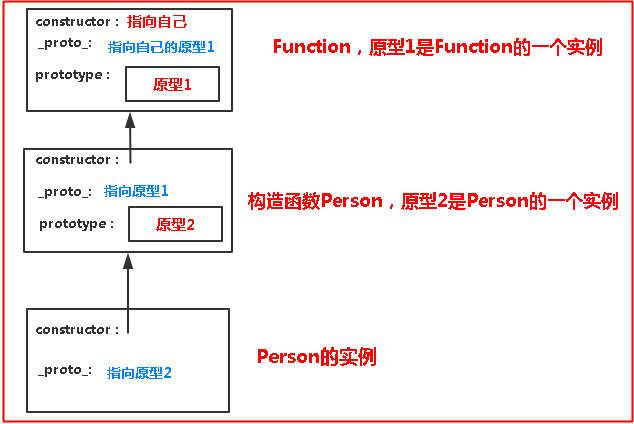 constructor：指向自己
_proto_: 指向自己的原型1
prototype： 原型1
Function，原型1是Function的一个实例
constructor：
_proto_: 指向原型1
prototype： 原型2
构造函数Person，原型2是Person的一个实例
constructor：
_proto_: 指向原型2
Person的实例